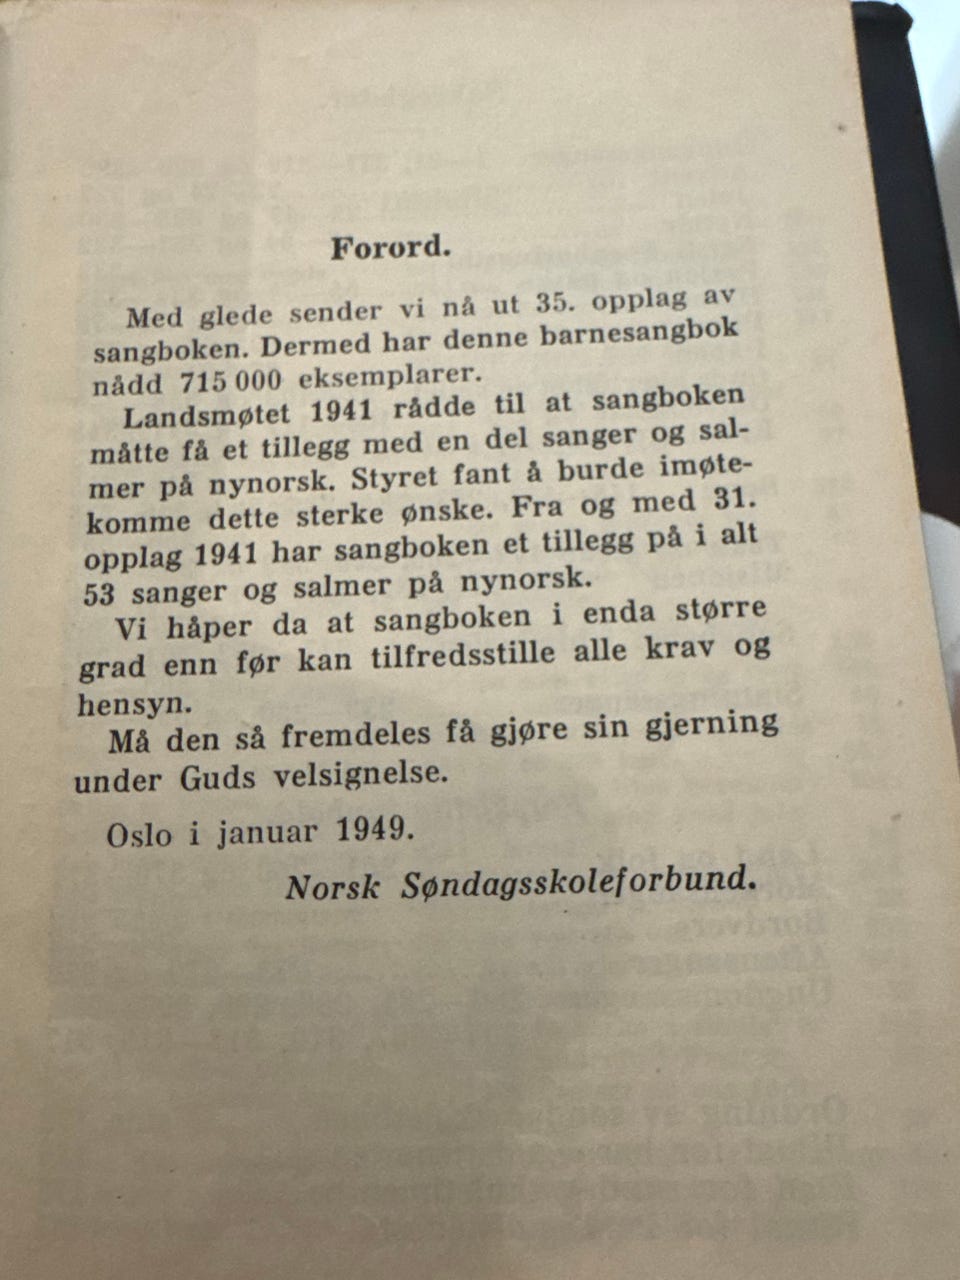 Forord.
Med glede sender vi nå ut 35. opplag av
sangboken. Dermed har denne barnesangbok
nådd 715 000 eksemplarer.
Landsmøtet 1941 rådde til at sangboken
måtte få et tillegg med en del sanger og sal-
mer på nynorsk. Styret fant å burde imøte-
komme dette sterke ønske. Fra og med 31.
opplag 1941 har sangboken et tillegg på i alt
53 sanger og salmer på nynorsk.
Vi håper da at sangboken i enda større
grad enn før kan tilfredsstille alle krav og
hensyn.
Må den så fremdeles få gjøre sin gjerning
under Guds velsignelse.
Oslo i januar 1949.
Norsk Søndagsskoleforbund.